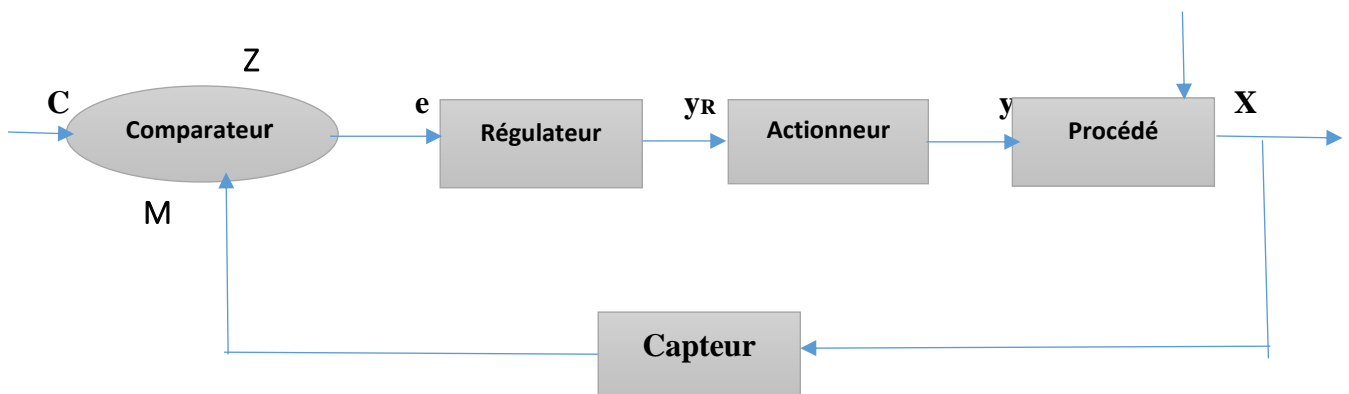 Z
C
Comparateur
e
Régulateur
yR
Actionneur
y
Procédé
X
M
Capteur